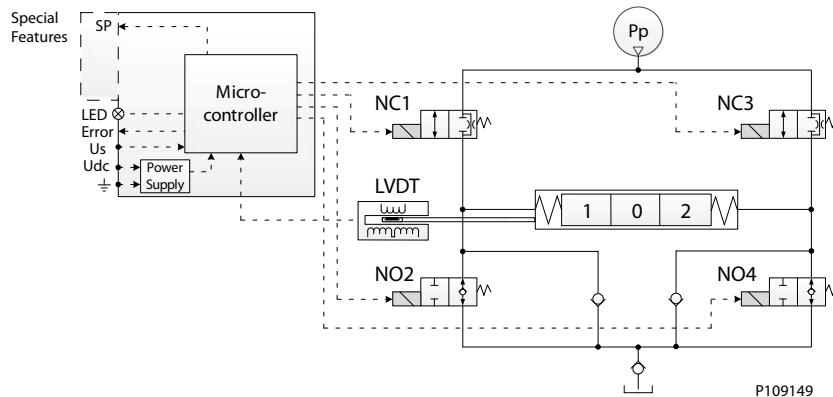 Special
Features
SP
Pp
Micro-
controller
NC1
NC3
LED
Error
Us
Udc
Power
Supply
LVDT
1 0 2
NO2
NO4
P109149